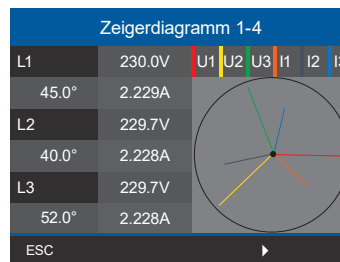 Zeigerdiagramm 1-4
L1 230.0V U1 U2 U3 I1 I2
45.0° 2.229A
L2 229.7V
40.0° 2.228A
L3 229.7V
52.0° 2.228A
ESC